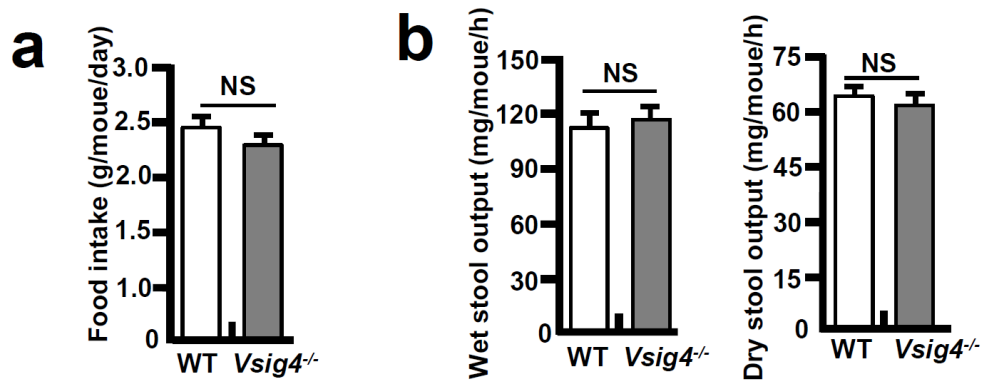 a
Food intake (g/moue/day)
3.0
2.5
2.0
1.5
1.0
0
NS
WT Vsig4-/-
b
Wet stool output (mg/moue/h)
150
120
90
60
30
0
NS
WT Vsig4-/-
Dry stool output (mg/moue/h)
75
60
45
30
15
0
NS
WT Vsig4-/-